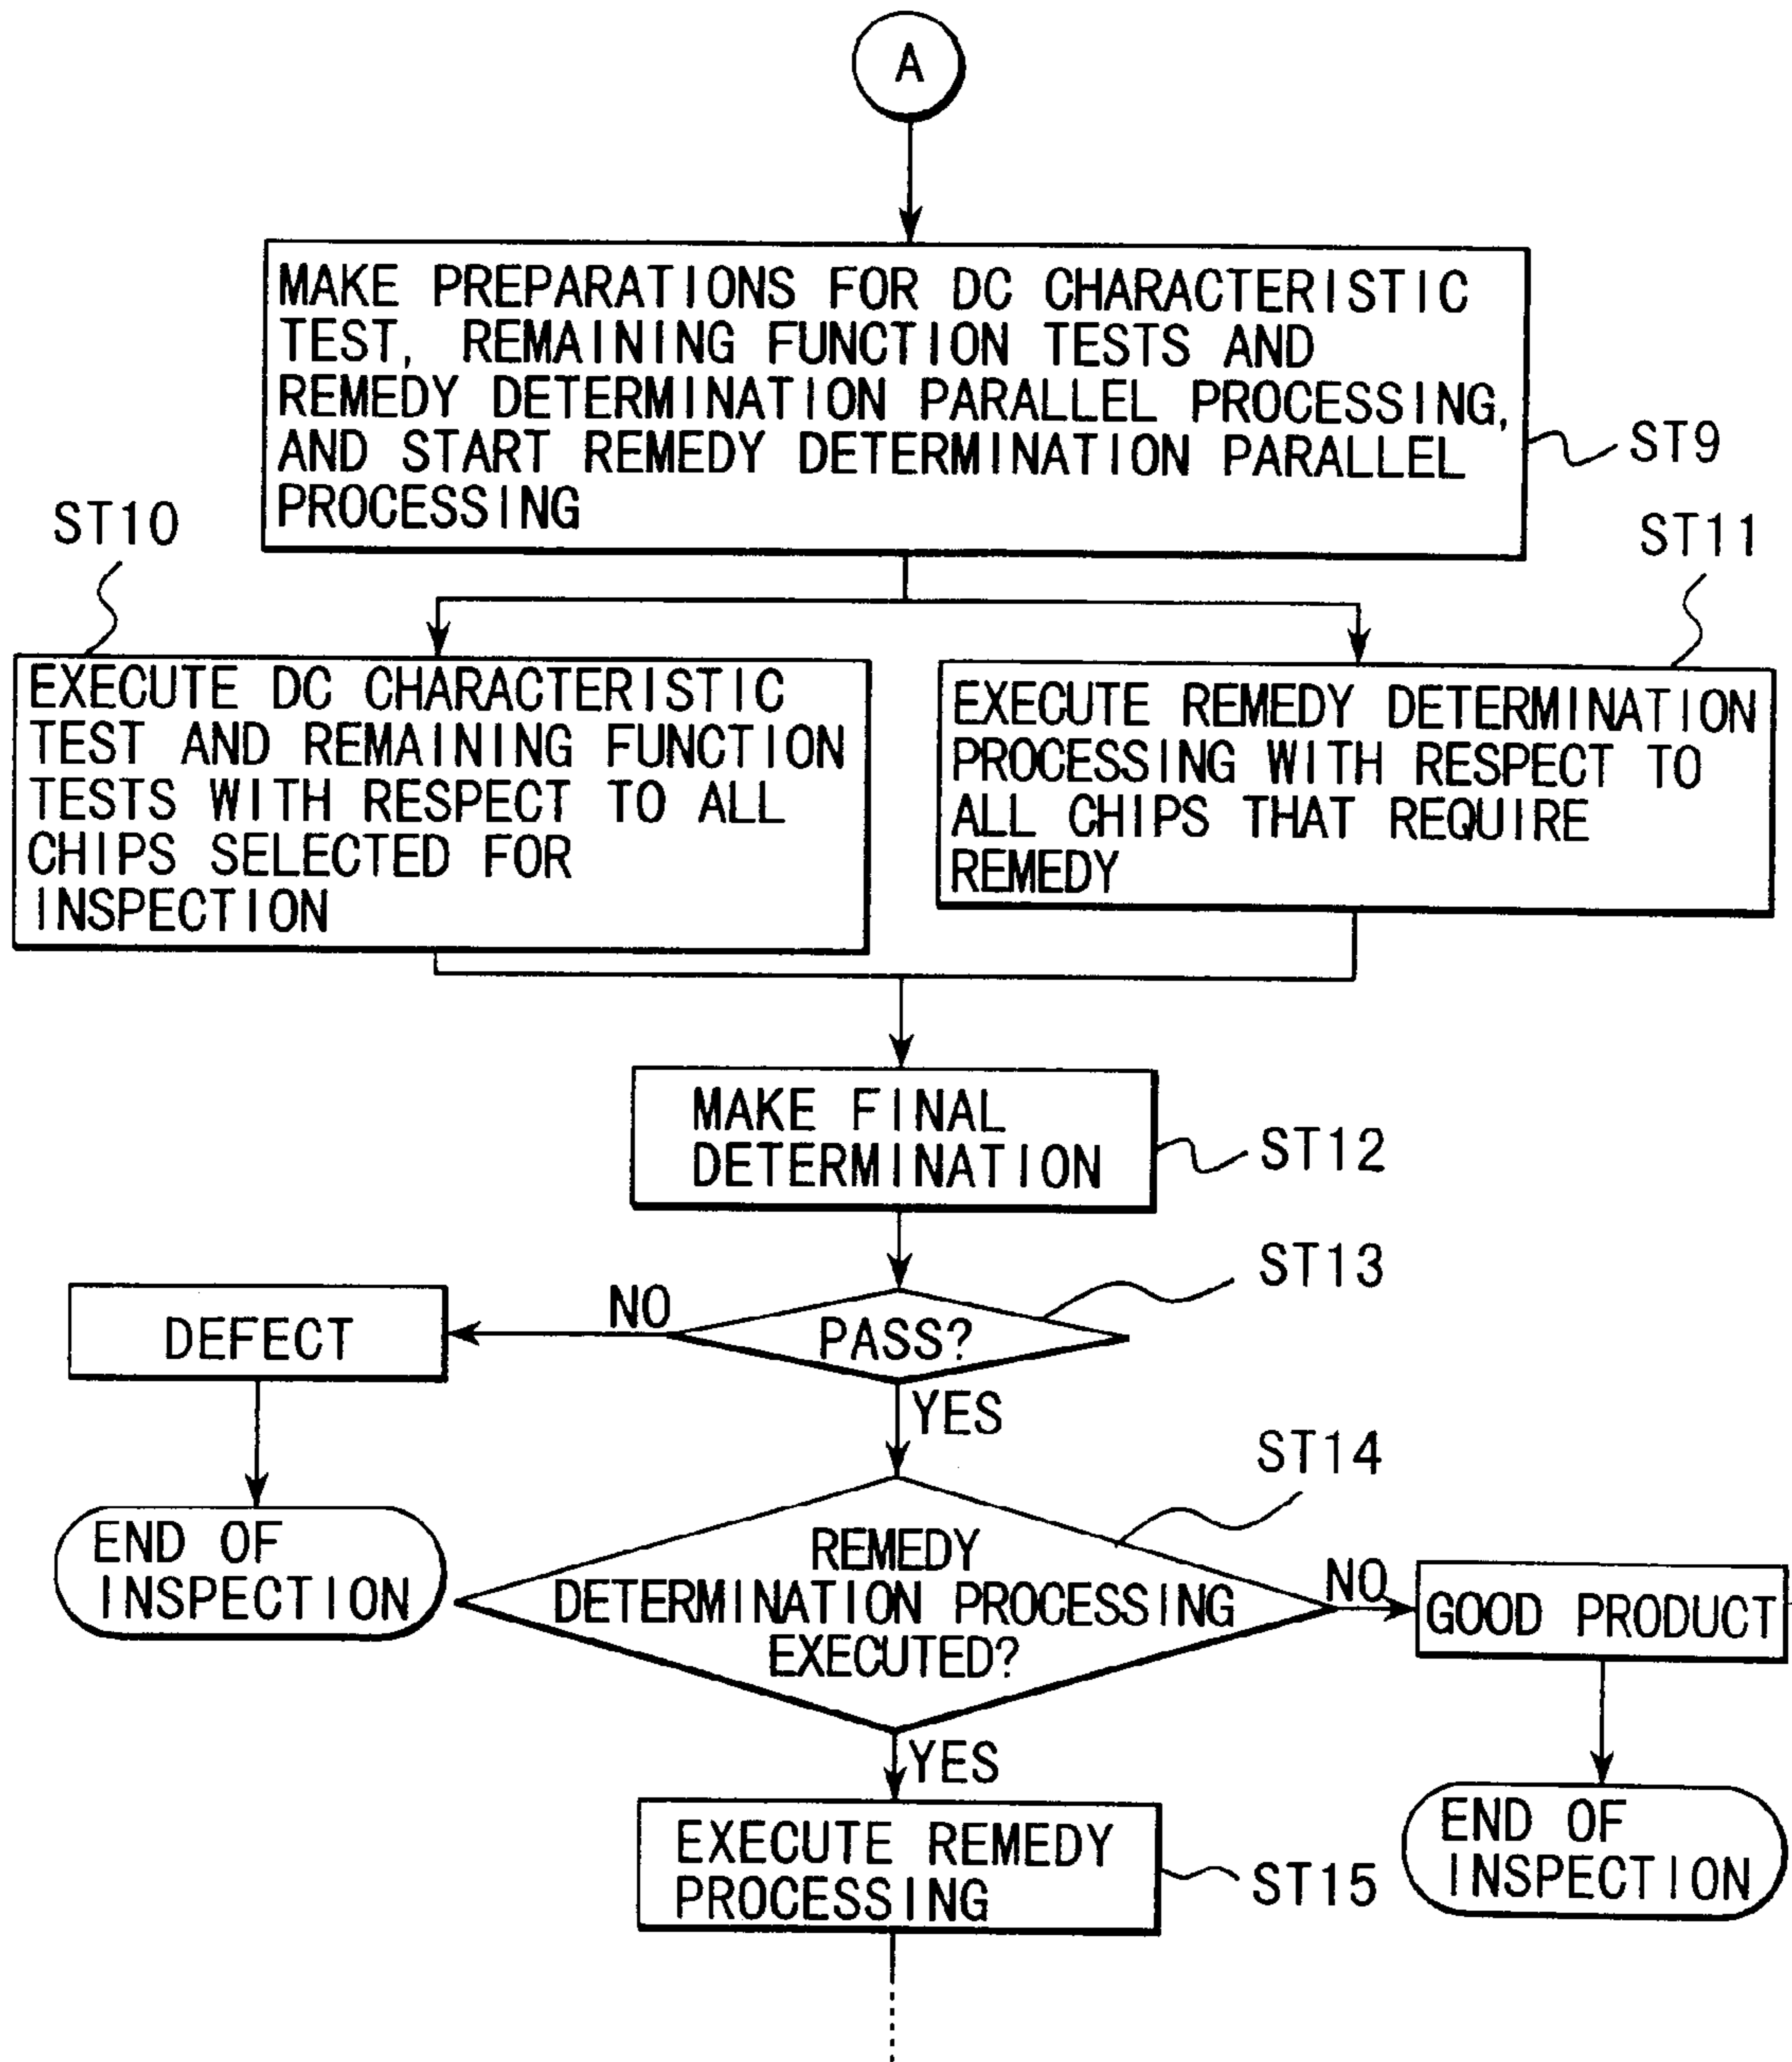 A
MAKE PREPARATIONS FOR DC CHARACTERISTIC
TEST, REMAINING FUNCTION TESTS AND
REMEDY DETERMINATION PARALLEL PROCESSING,
AND START REMEDY DETERMINATION PARALLEL
PROCESSING
ST9
ST10
ST11
EXECUTE DC CHARACTERISTIC
TEST AND REMAINING FUNCTION
TESTS WITH RESPECT TO ALL
CHIPS SELECTED FOR
INSPECTION
EXECUTE REMEDY DETERMINATION
PROCESSING WITH RESPECT TO
ALL CHIPS THAT REQUIRE
REMEDY
MAKE FINAL
DETERMINATION
ST12
ST13
PASS?
NO
DEFECT
YES
END OF
INSPECTION
ST14
REMEDY
DETERMINATION PROCESSING
EXECUTED?
NO
GOOD PRODUCT
YES
END OF
INSPECTION
EXECUTE REMEDY
PROCESSING
ST15